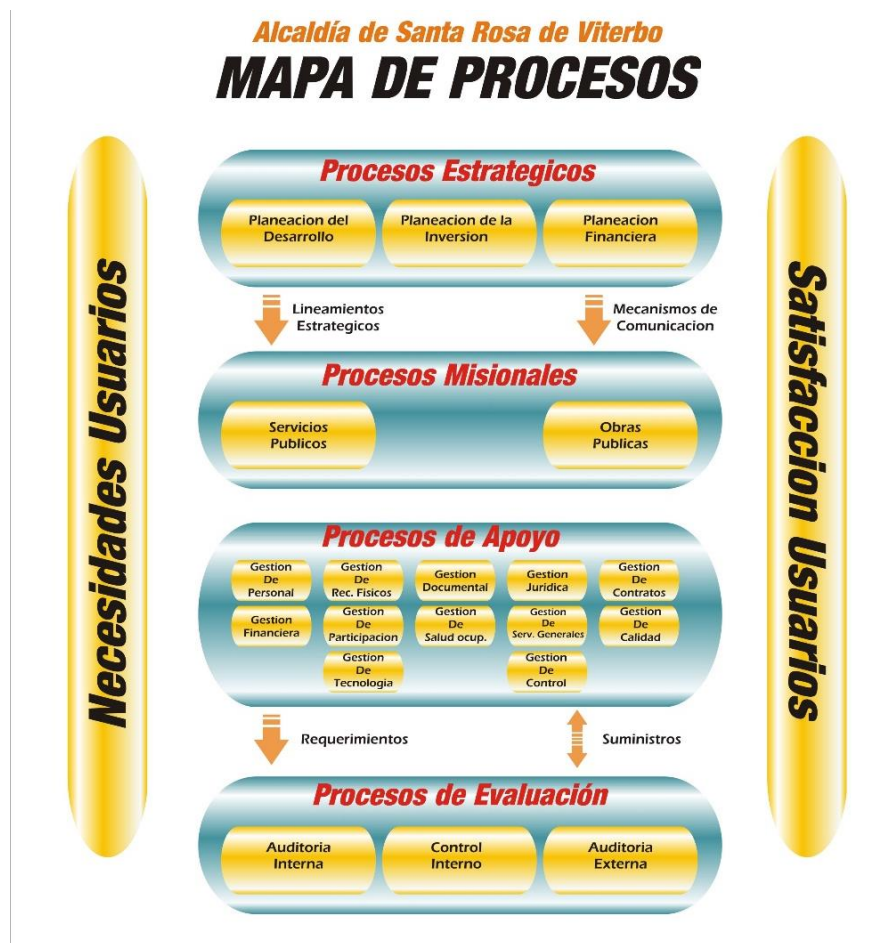 Alcaldía de Santa Rosa de Viterbo
MAPA DE PROCESOS
Necesidades Usuarios
Procesos Estrategicos
Planeacion del
Desarrollo
Planeacion de la
Inversion
Planeacion
Financiera
Lineamientos
Estrategicos
Mecanismos de
Comunicacion
Procesos Misionales
Servicios
Publicos
Obras
Publicas
Procesos de Apoyo
Gestion
De
Personal
Gestion
De
Rec. Fisicos
Gestion
Documental
Gestion
Jurídica
Gestion
De
Contratos
Gestion
Financiera
Gestion
De
Participacion
Gestion
De
Salud ocup.
Gestion
De
Serv. Generales
Gestion
De
Calidad
Gestion
De
Tecnologia
Gestion
De
Control
Requerimientos
Suministros
Procesos de Evaluación
Auditoria
Interna
Control
Interno
Auditoria
Externa
Satisfaccion Usuarios